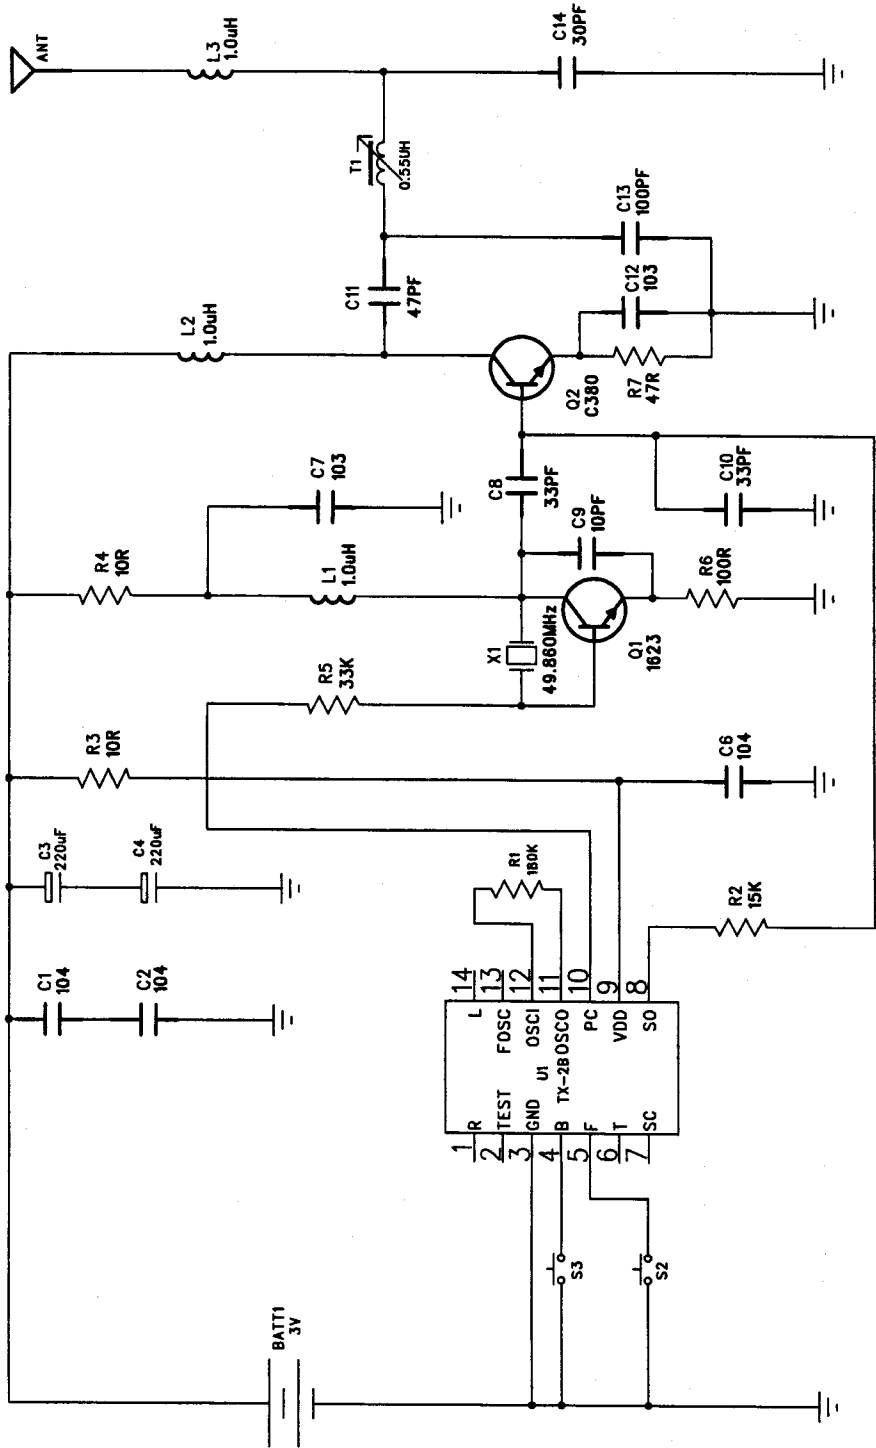 BATT1
3V
C1
104
C2
104
C3
220uF
C4
220uF
R3
10R
R4
10R
L2
1.0uH
L3
1.0uH
ANT
R5
33K
L1
1.0uH
C7
103
C11
47PF
T1
0.55UH
C14
30PF
X1
49.860MHz
C8
33PF
C9
10PF
Q1
1623
Q2
C380
R7
47R
C12
103
C13
100PF
R1
180K
1 R
2 TEST
3 GND
4 B
5 F
6 T
7 SC
U1
TX-2B
L 14
FOSC 13
OSCI 12
OSCO 11
PC 10
VDD 9
SO 8
S3
S2
R2
15K
C6
104
R6
100R
C10
33PF